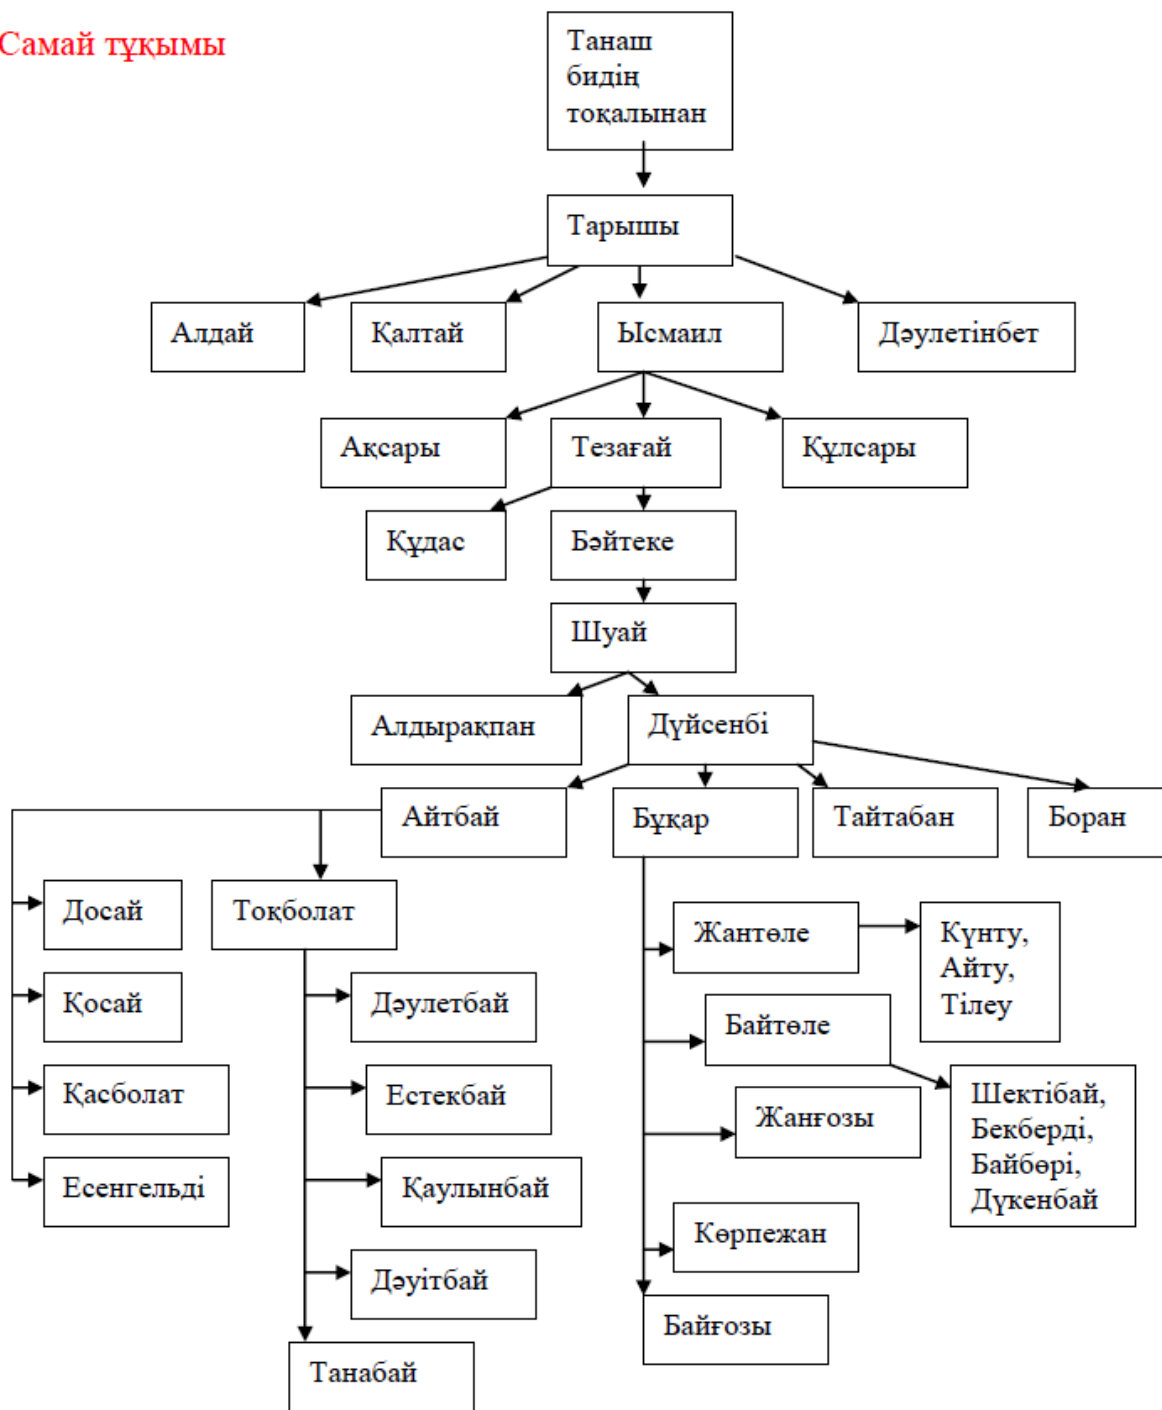 Самай тұқымы
Танаш
бидің
тоқалынан
Тарышы
Алдай
Қалтай
Ысмаил
Дәулетінбет
Ақсары
Тезағай
Құлсары
Құдас
Бәйтеке
Шуай
Алдырақпан
Дүйсенбі
Айтбай
Бұқар
Тайтабан
Боран
Досай
Тоқболат
Жантөле
Күнту,
Айту,
Тілеу
Қосай
Дәулетбай
Байтөле
Қасболат
Естекбай
Жанғозы
Шектібай,
Бекберді,
Байбөрі,
Дүкенбай
Есенгельді
Қаулынбай
Көрпежан
Дәуітбай
Байғозы
Танабай